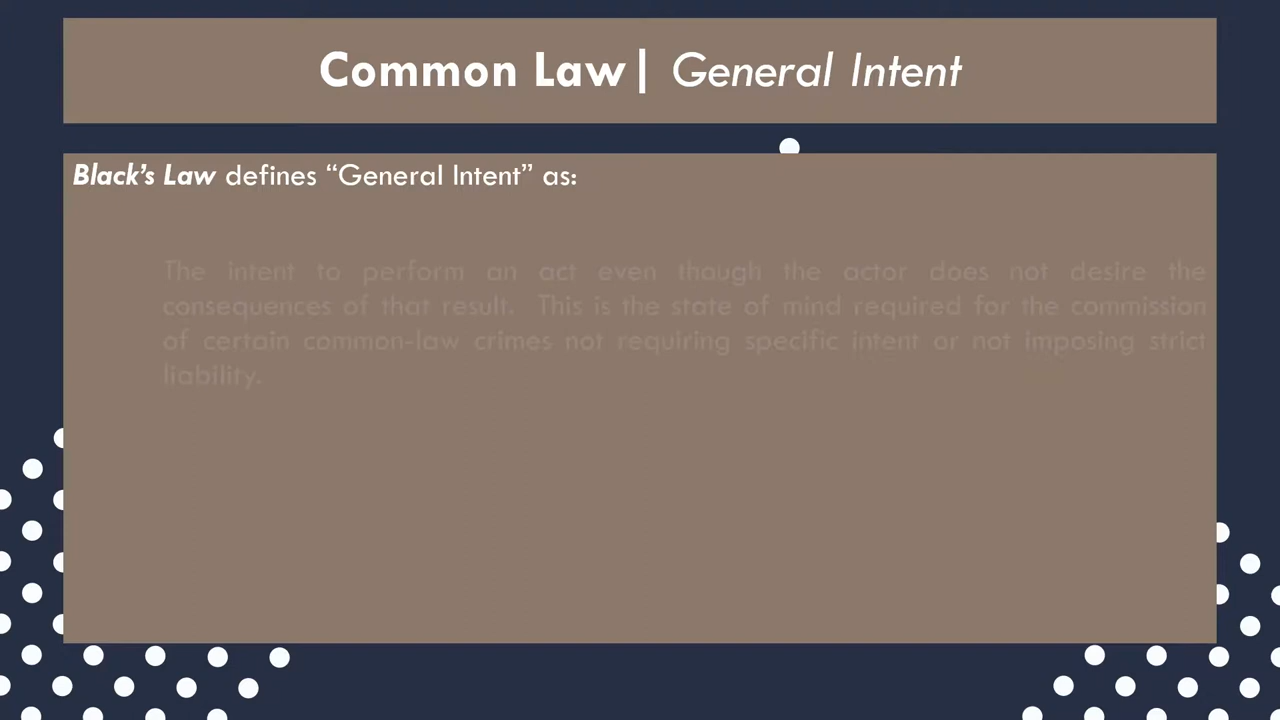 Common Law| General Intent
Black's Law defines “General Intent” as:
The intent to perform an act even though the actor does not desire the
consequences of that result. This is the state of mind required for the commission
of certain common-law crimes not requiring specific intent or not imposing strict
liability.